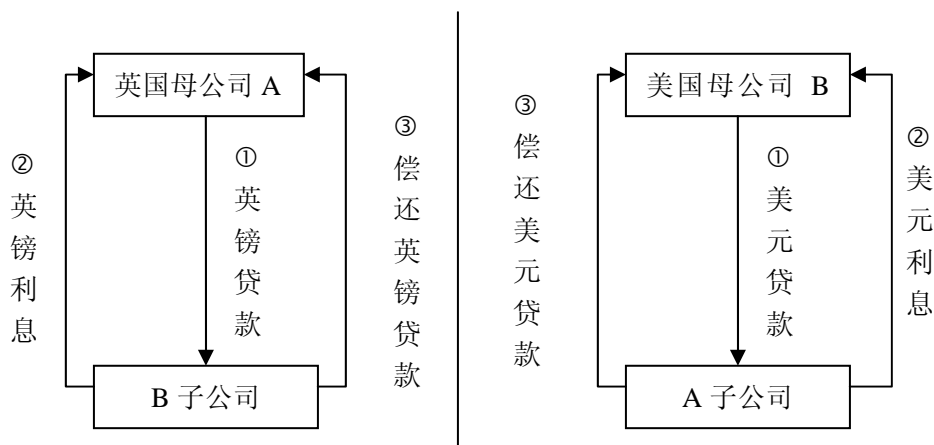 英国母公司 A
② 英镑利息
① 英镑贷款
③ 偿还英镑贷款
B 子公司
美国母公司 B
③ 偿还美元贷款
① 美元贷款
② 美元利息
A 子公司